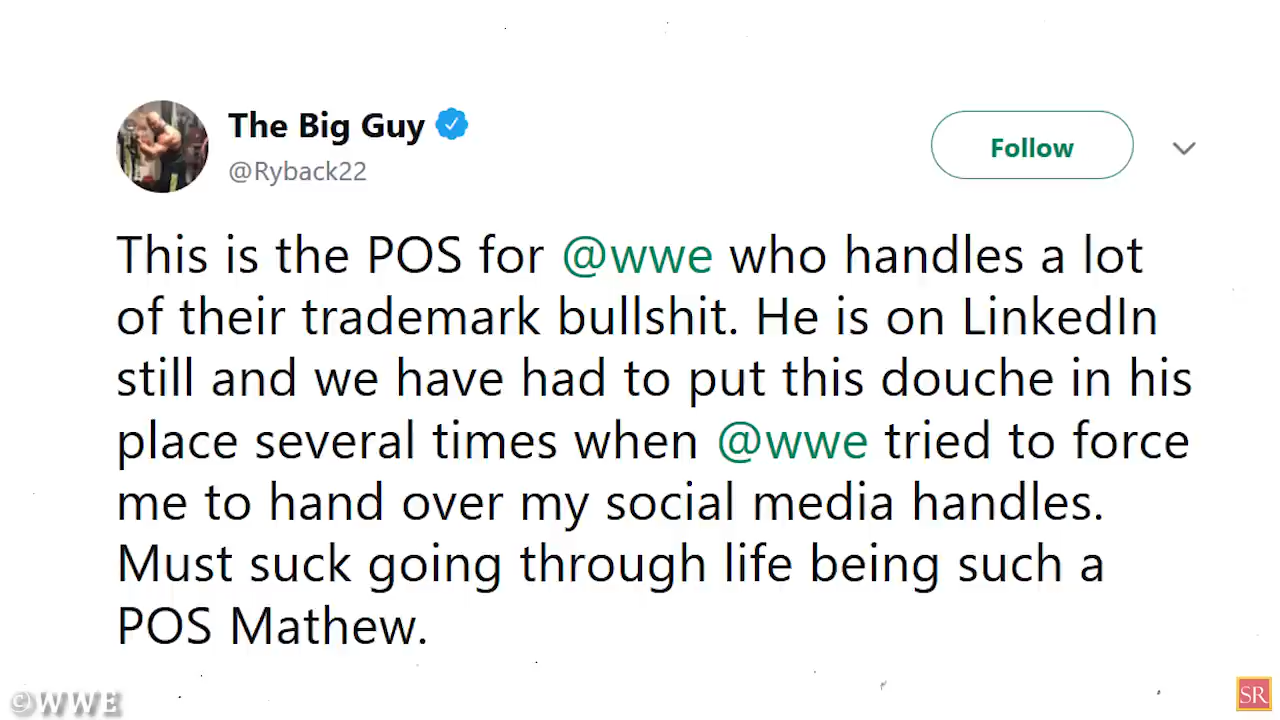 The Big Guy
@Ryback22
Follow
This is the POS for @wwe who handles a lot
of their trademark bullshit. He is on LinkedIn
still and we have had to put this douche in his
place several times when @wwe tried to force
me to hand over my social media handles.
Must suck going through life being such a
POS Mathew.
©WWE
SR